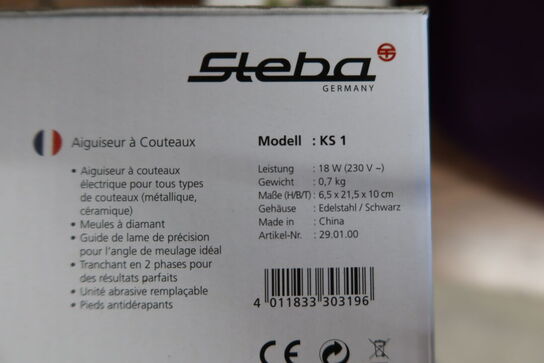 Steba
GERMANY
Aiguiseur à Couteaux
• Aiguiseur à couteaux
électrique pour tous types
de couteaux (métallique,
céramique)
• Meules à diamant
• Guide de lame de précision
pour l'angle de meulage idéal
• Tranchant en 2 phases pour
des résultats parfaits
• Unité abrasive remplaçable
• Pieds antidérapants
Modell : KS 1
Leistung : 18 W (230 V ~)
Gewicht : 0,7 kg
Maße (H/B/T) : 6,5 x 21,5 x 10 cm
Gehäuse : Edelstahl / Schwarz
Made in : China
Artikel-Nr. : 29.01.00
4 011833 303196
CE